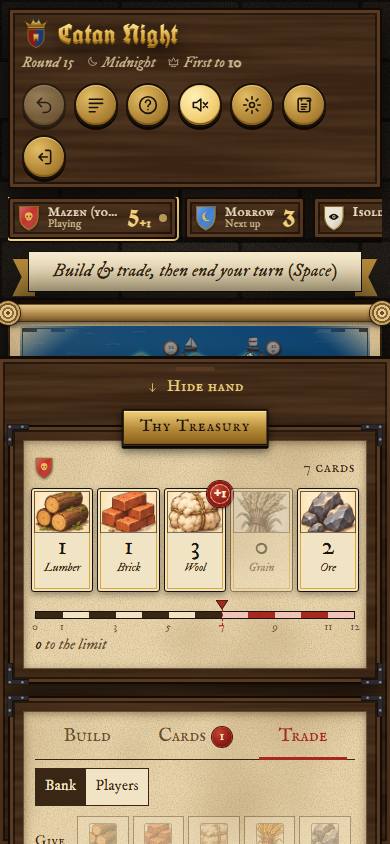 Catan Night
Round 15 Midnight First to 10
Mazen (yo... Playing 5+1
Morrow Next up 3
Build & trade, then end your turn (Space)
↓ Hide hand
Thy Treasury
7 cards
+1
1 1 3 0 2
Lumber Brick Wool Grain Ore
0 1 3 5 7 9 11 12
0 to the limit
Build Cards 1 Trade
Bank Players
Give